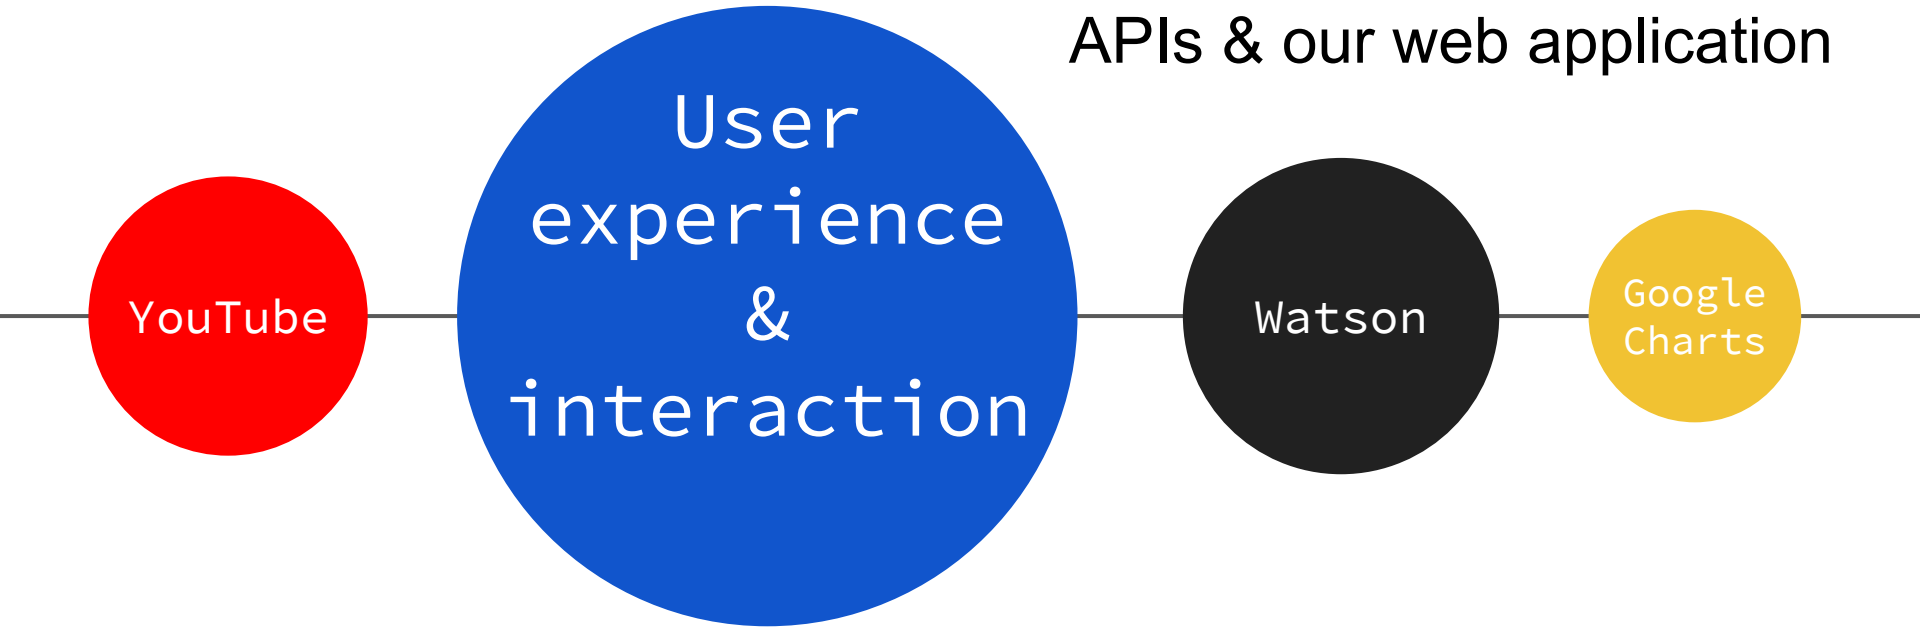 APIs & our web application
YouTube
User
experience
&
interaction
Watson
Google
Charts